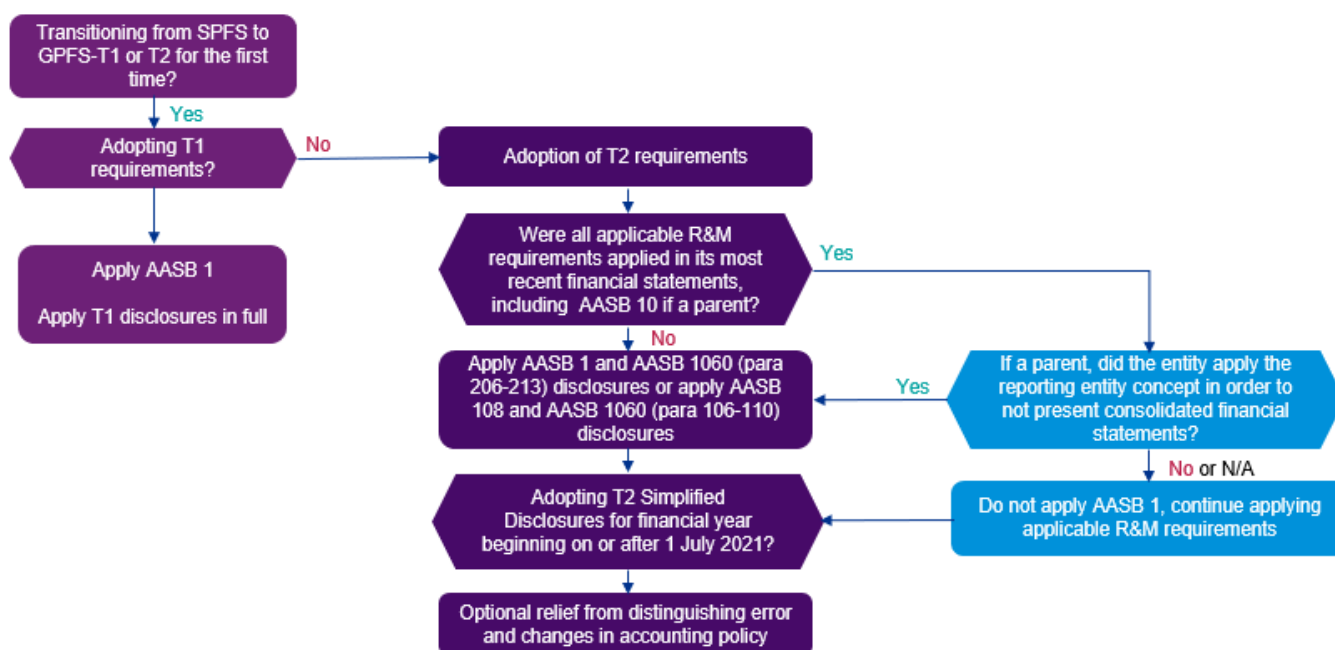 Transitioning from SPFS to
GPFS-T1 or T2 for the first
time?
Yes
Adopting T1
requirements?
No
Apply AASB 1
Apply T1 disclosures in full
Adoption of T2 requirements
Were all applicable R&M
requirements applied in its most
recent financial statements,
including AASB 10 if a parent?
Yes
No
Apply AASB 1 and AASB 1060 (para
206-213) disclosures or apply AASB
108 and AASB 1060 (para 106-110)
disclosures
Yes
If a parent, did the entity apply the
reporting entity concept in order to
not present consolidated financial
statements?
No or N/A
Do not apply AASB 1, continue applying
applicable R&M requirements
Adopting T2 Simplified
Disclosures for financial year
beginning on or after 1 July 2021?
Optional relief from distinguishing error
and changes in accounting policy